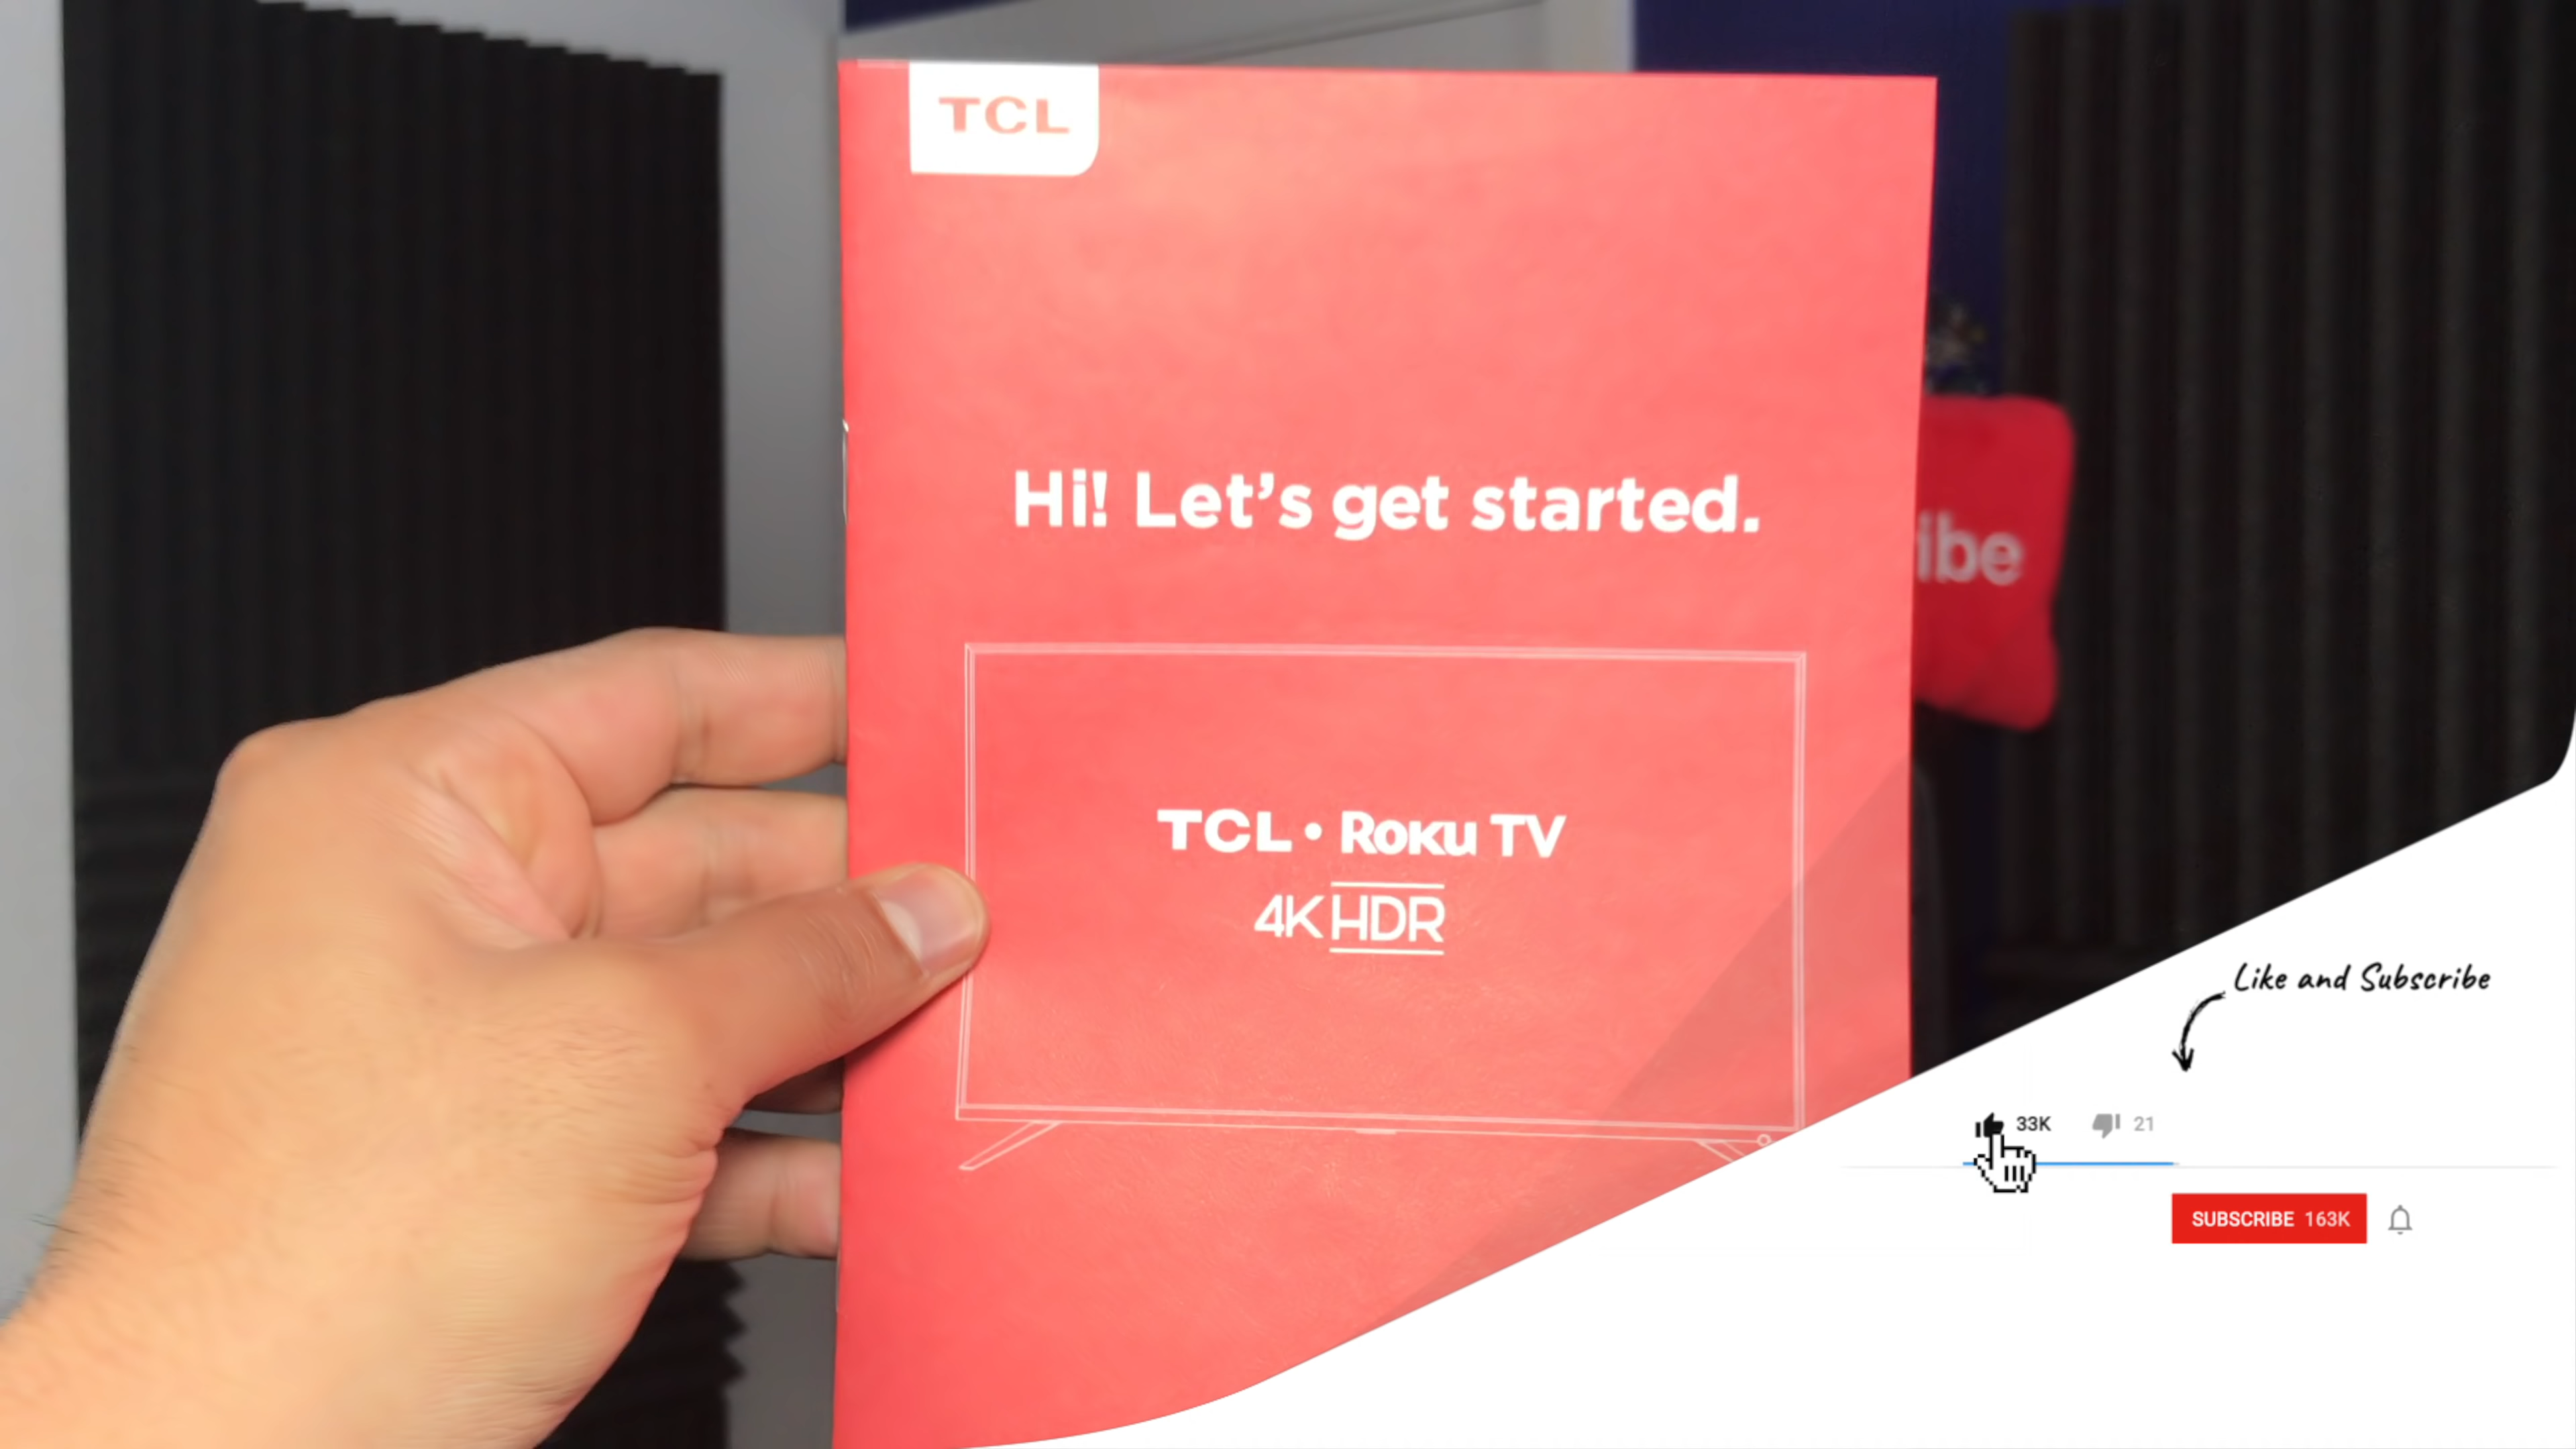 TCL
Hi! Let's get started.
ibe
TCL • Roku TV
4K HDR
Like and Subscribe
33K 21
SUBSCRIBE 163K